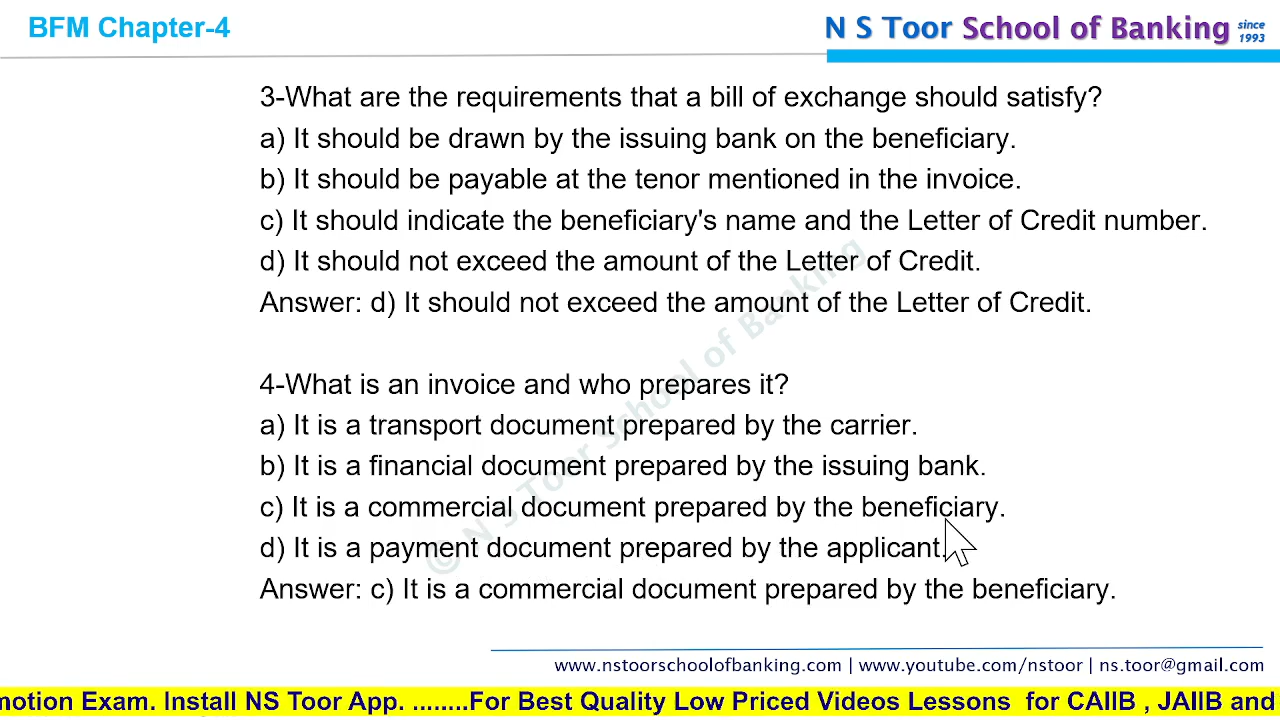 BFM Chapter-4
N S Toor School of Banking since 1993
3-What are the requirements that a bill of exchange should satisfy?
a) It should be drawn by the issuing bank on the beneficiary.
b) It should be payable at the tenor mentioned in the invoice.
c) It should indicate the beneficiary's name and the Letter of Credit number.
d) It should not exceed the amount of the Letter of Credit.
Answer: d) It should not exceed the amount of the Letter of Credit.
4-What is an invoice and who prepares it?
a) It is a transport document prepared by the carrier.
b) It is a financial document prepared by the issuing bank.
c) It is a commercial document prepared by the beneficiary.
d) It is a payment document prepared by the applicant.
Answer: c) It is a commercial document prepared by the beneficiary.
© N S Toor School of Banking
www.nstoorschoolofbanking.com | www.youtube.com/nstoor | ns.toor@gmail.com
motion Exam. Install NS Toor App. ........For Best Quality Low Priced Videos Lessons for CAIIB , JAIIB and